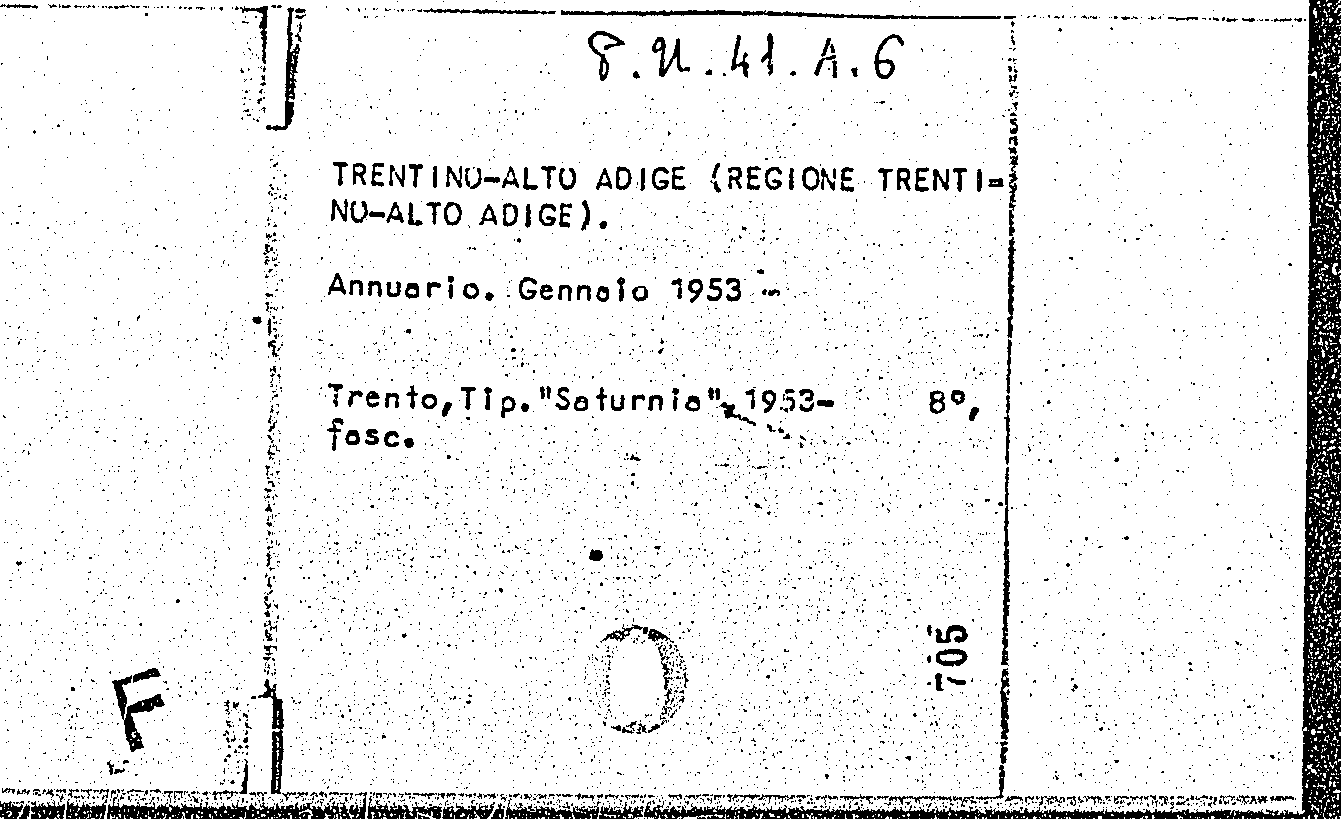 8.U.41.A.6
TRENTINO-ALTO ADIGE (REGIONE TRENTI=
NO-ALTO ADIGE).
Annuario. Gennaio 1953 -
Trento,Tip."Saturnia", 1953- 8°,
fasc.
705
F